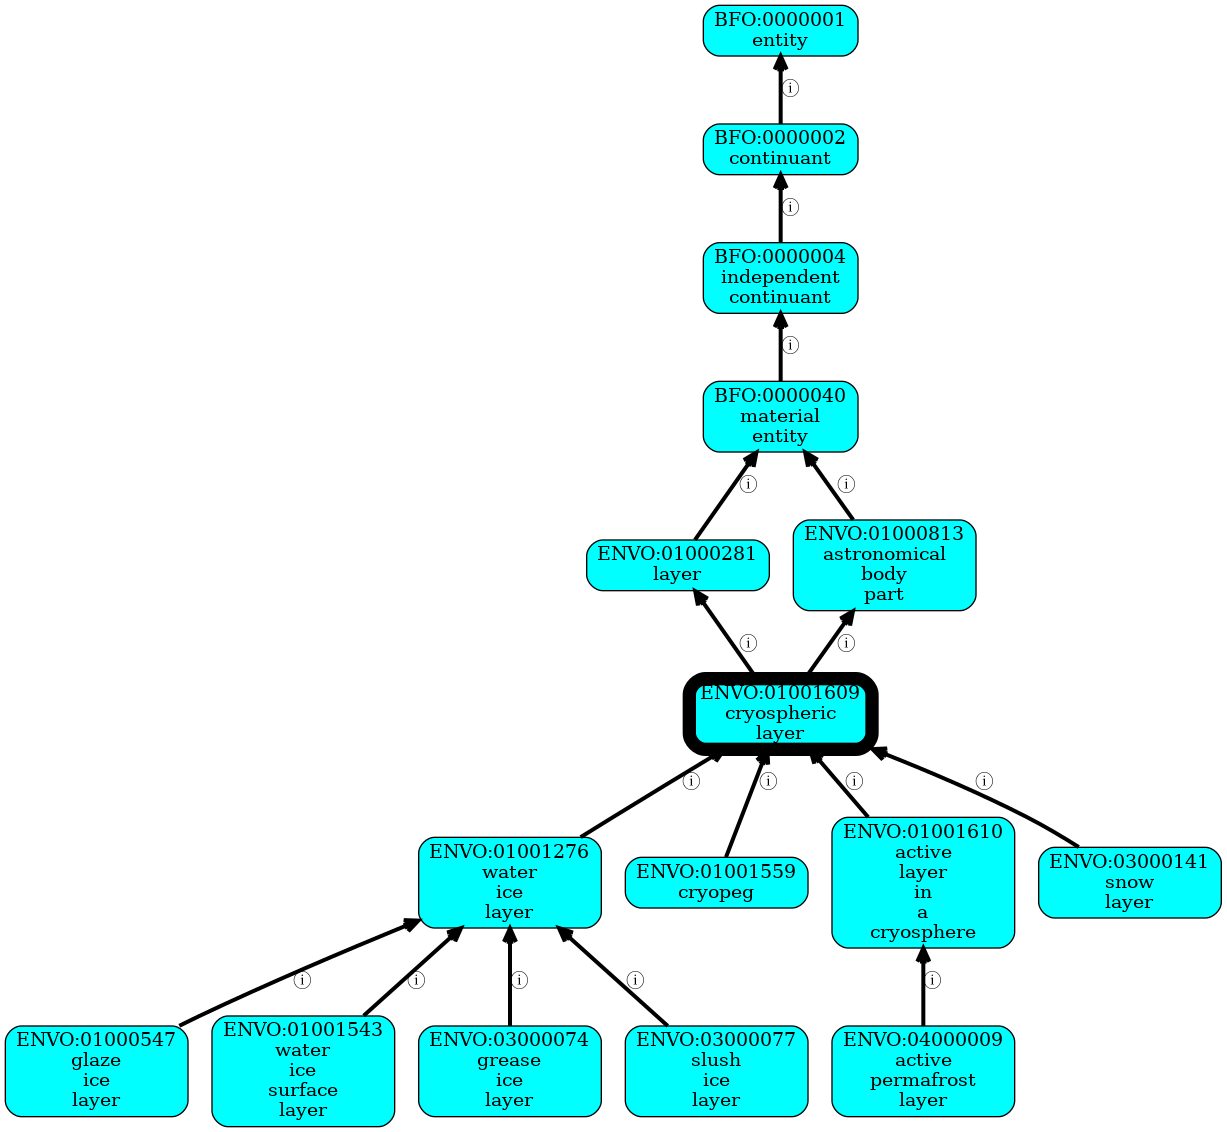 BFO:0000001
entity
ⓘ
BFO:0000002
continuant
ⓘ
BFO:0000004
independent
continuant
ⓘ
BFO:0000040
material
entity
ⓘ
ⓘ
ENVO:01000281
layer
ENVO:01000813
astronomical
body
part
ⓘ
ⓘ
ENVO:01001609
cryospheric
layer
ⓘ
ⓘ
ⓘ
ⓘ
ENVO:01001276
water
ice
layer
ENVO:01001559
cryopeg
ENVO:01001610
active
layer
in
a
cryosphere
ENVO:03000141
snow
layer
ⓘ
ⓘ
ⓘ
ⓘ
ⓘ
ENVO:01000547
glaze
ice
layer
ENVO:01001543
water
ice
surface
layer
ENVO:03000074
grease
ice
layer
ENVO:03000077
slush
ice
layer
ENVO:04000009
active
permafrost
layer